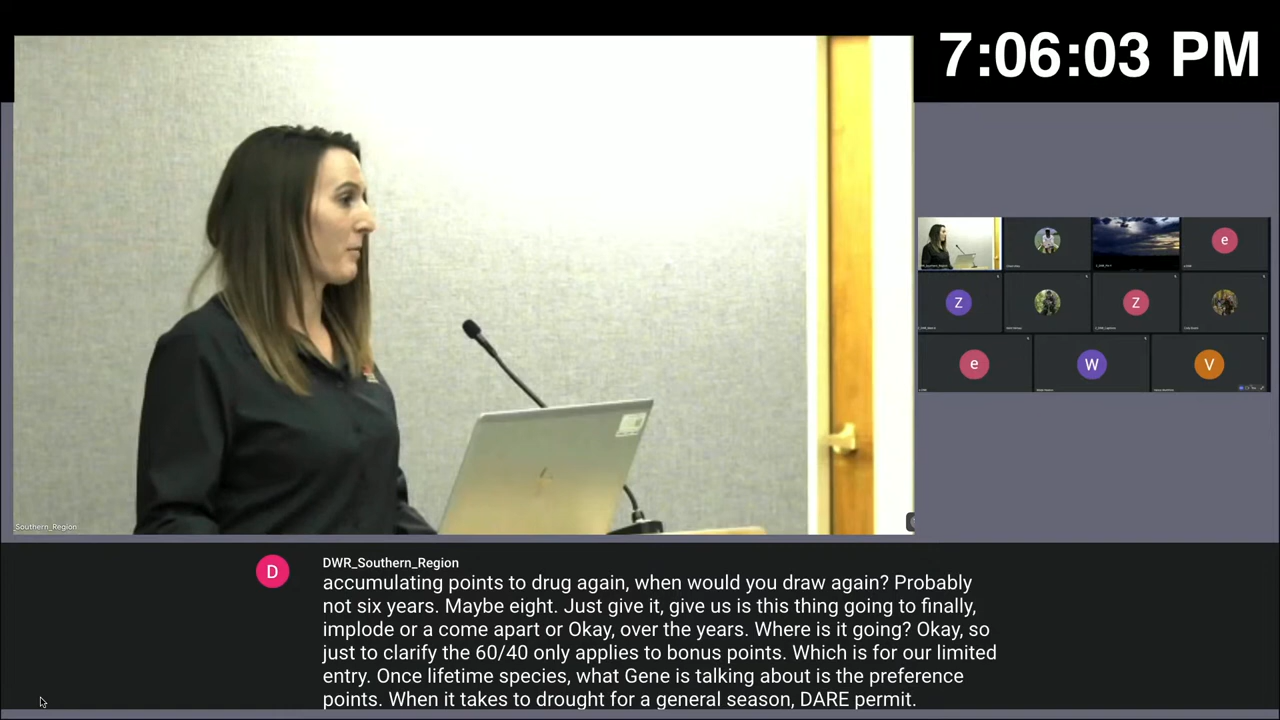 7:06:03 PM
e
Z
Z
e
W
V
Southern_Region
D
DWR_Southern_Region
accumulating points to drug again, when would you draw again? Probably
not six years. Maybe eight. Just give it, give us is this thing going to finally,
implode or a come apart or Okay, over the years. Where is it going? Okay, so
just to clarify the 60/40 only applies to bonus points. Which is for our limited
entry. Once lifetime species, what Gene is talking about is the preference
points. When it takes to drought for a general season, DARE permit.